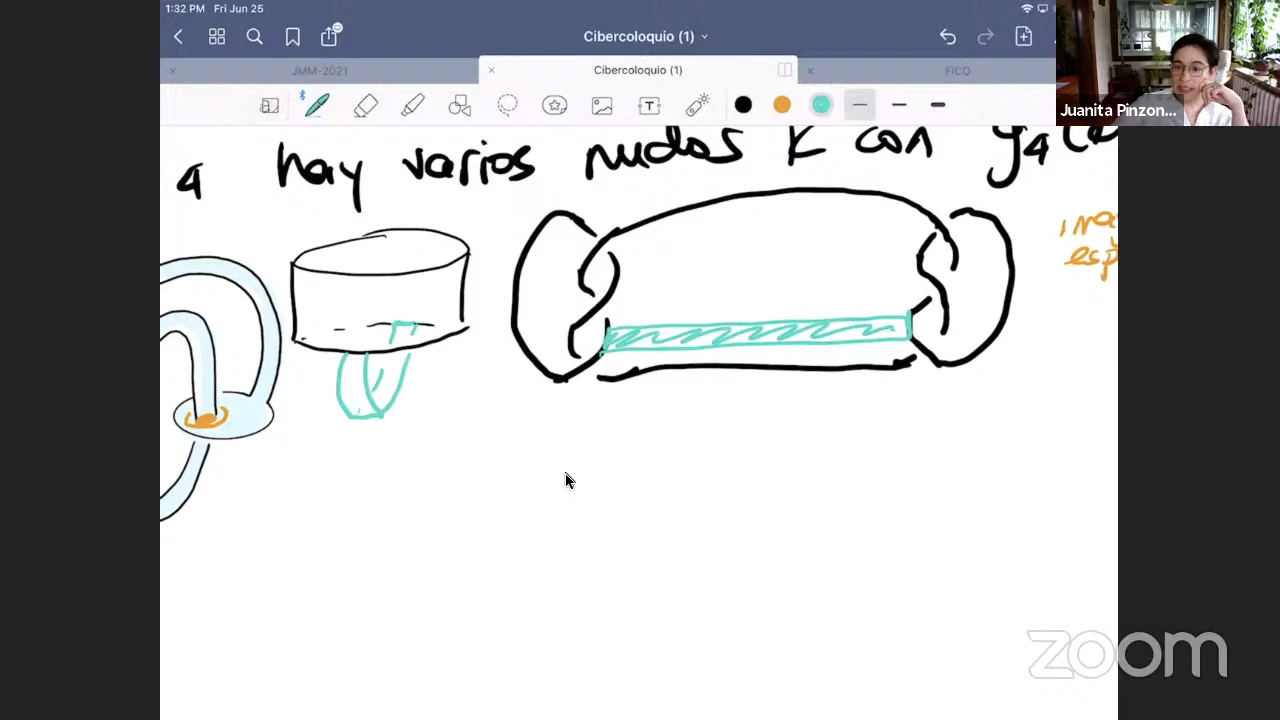 1:32 PM Fri Jun 25
Cibercoloquio (1)
JMM-2021
Cibercoloquio (1)
FICO
Juanita Pinzon...
4 hay varios nudos K con
zoom